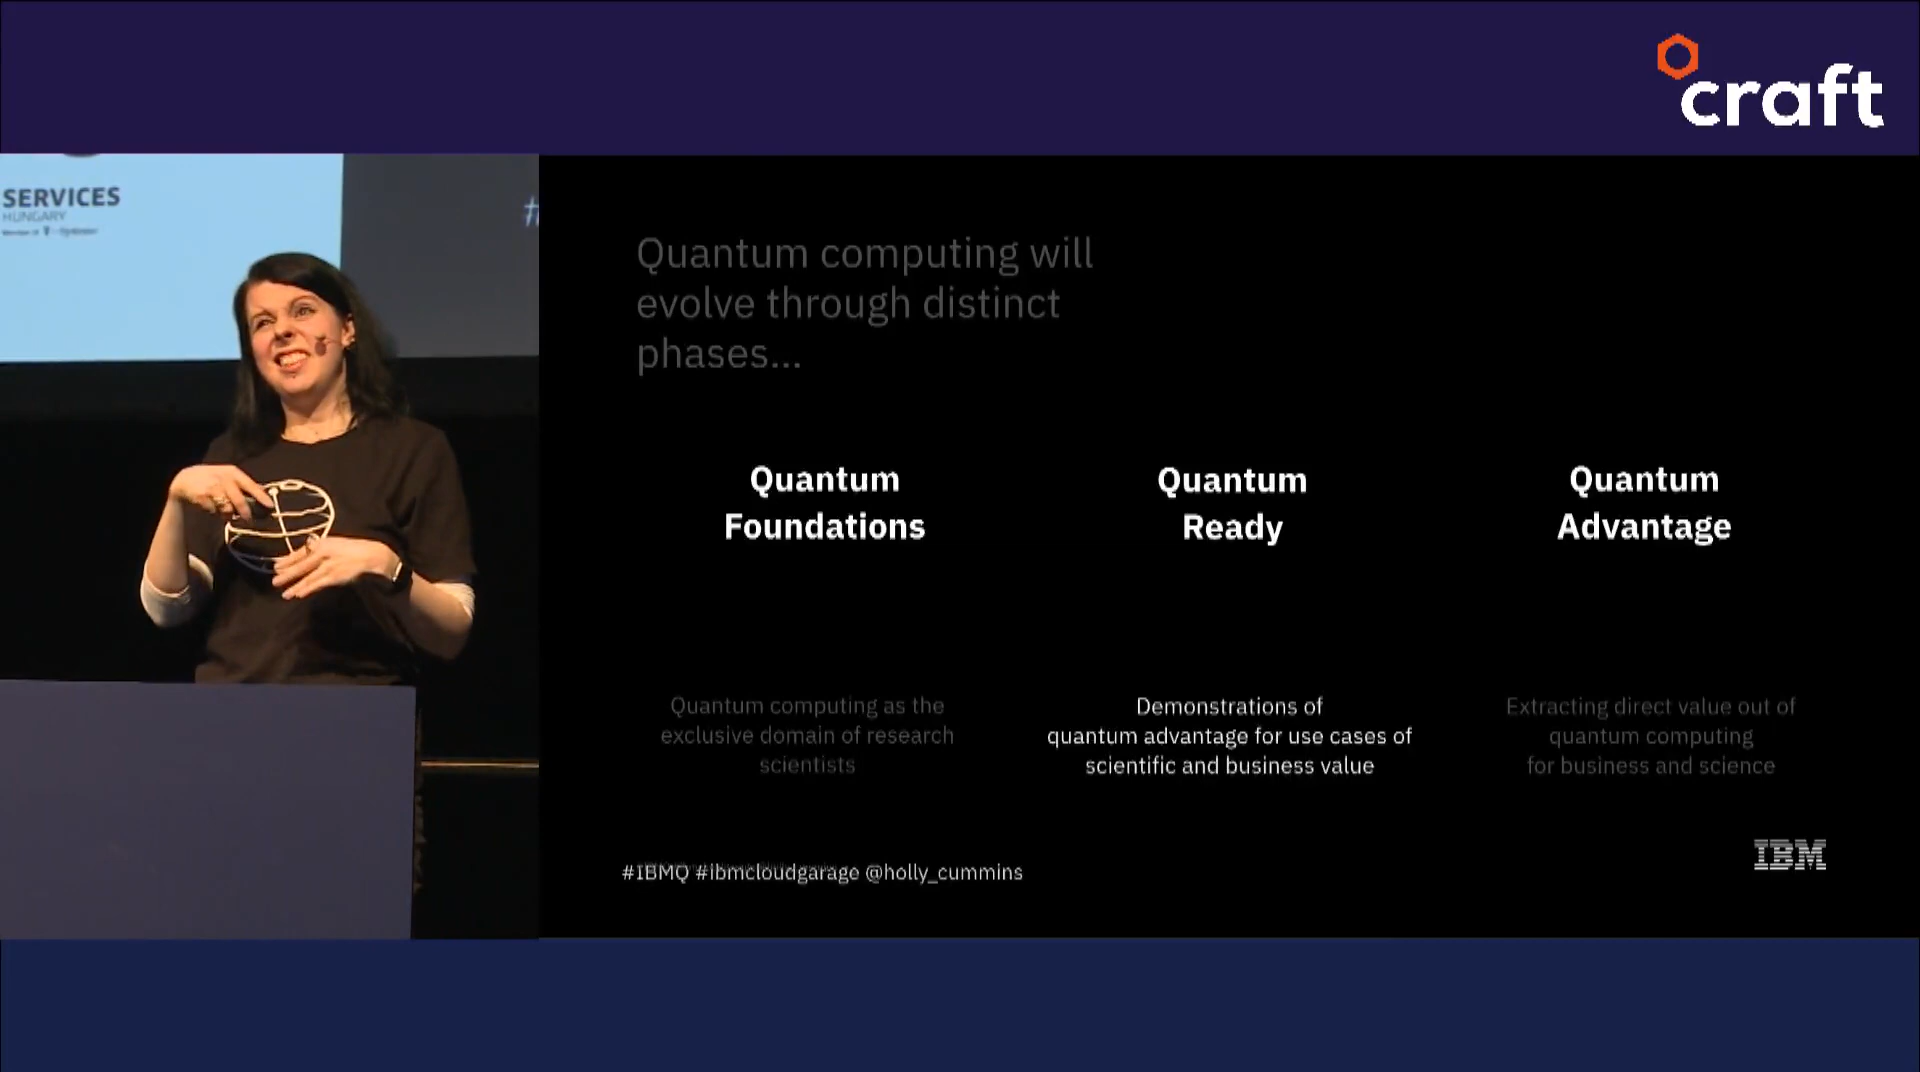 craft
SERVICES
HUNGARY
Quantum computing will
evolve through distinct
phases...
Quantum
Foundations
Quantum
Ready
Quantum
Advantage
Quantum computing as the
exclusive domain of research
scientists
Demonstrations of
quantum advantage for use cases of
scientific and business value
Extracting direct value out of
quantum computing
for business and science
#IBMQ #ibmcloudgarage @holly_cummins
IBM